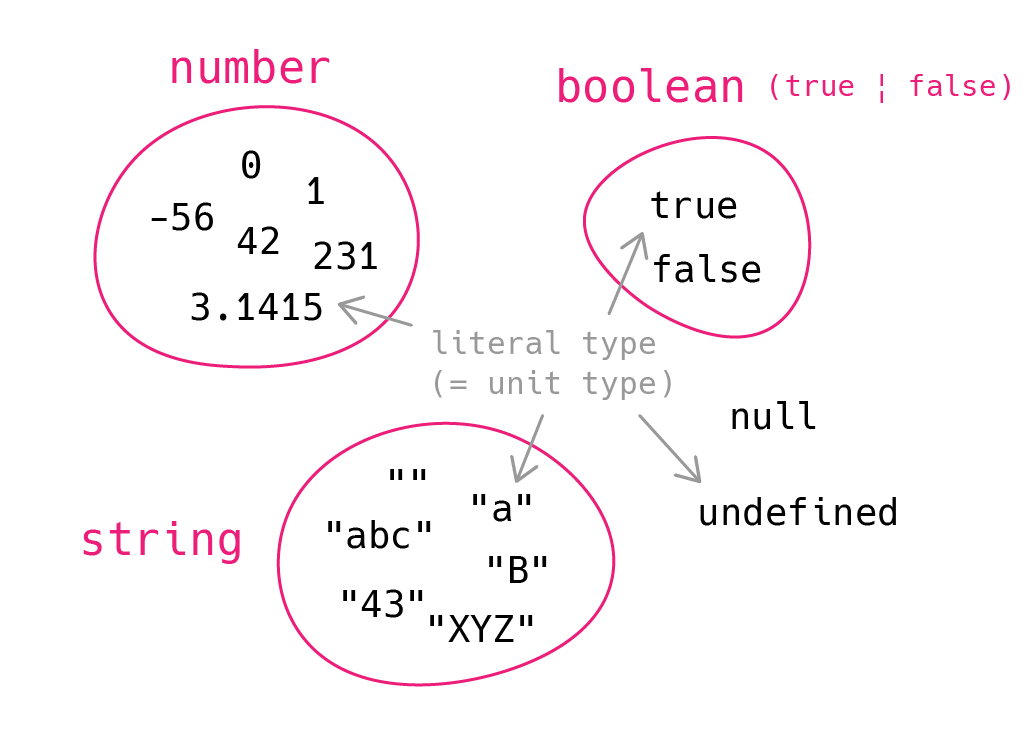 number
boolean (true ¦ false)
0
1
-56
42
231
3.1415
true
false
literal type
(= unit type)
null
undefined
string
""
"a"
"abc"
"B"
"43"
"XYZ"